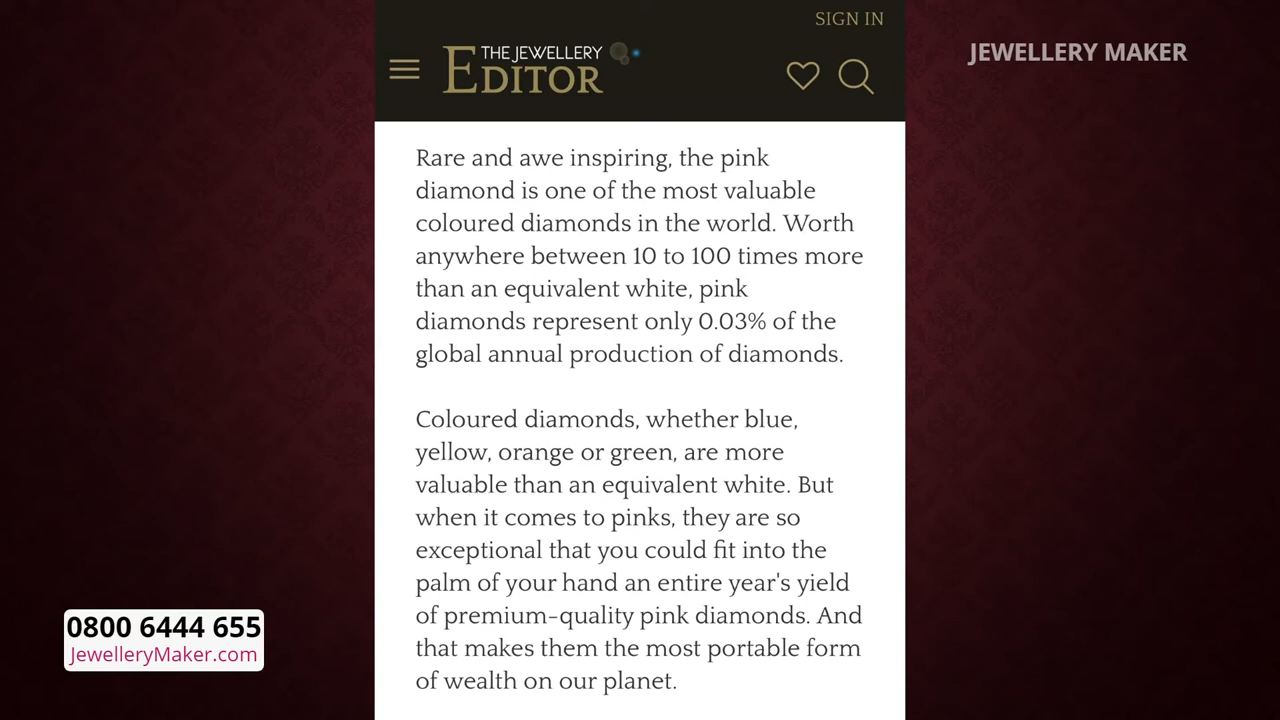 SIGN IN
JEWELLERY MAKER
THE JEWELLERY
EDITOR
Rare and awe inspiring, the pink
diamond is one of the most valuable
coloured diamonds in the world. Worth
anywhere between 10 to 100 times more
than an equivalent white, pink
diamonds represent only 0.03% of the
global annual production of diamonds.
Coloured diamonds, whether blue,
yellow, orange or green, are more
valuable than an equivalent white. But
when it comes to pinks, they are so
exceptional that you could fit into the
palm of your hand an entire year's yield
of premium-quality pink diamonds. And
that makes them the most portable form
of wealth on our planet.
0800 6444 655
JewelleryMaker.com